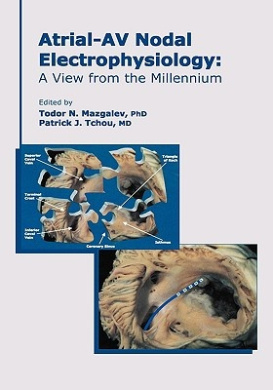 Atrial-AV Nodal
Electrophysiology:
A View from the Millennium
Edited by
Todor N. Mazgalev, PhD
Patrick J. Tchou, MD
Superior
Caval
Vein
Triangle
of Koch
Terminal
Crest
Inferior
Caval
Vein
Coronary Sinus
Isthmus